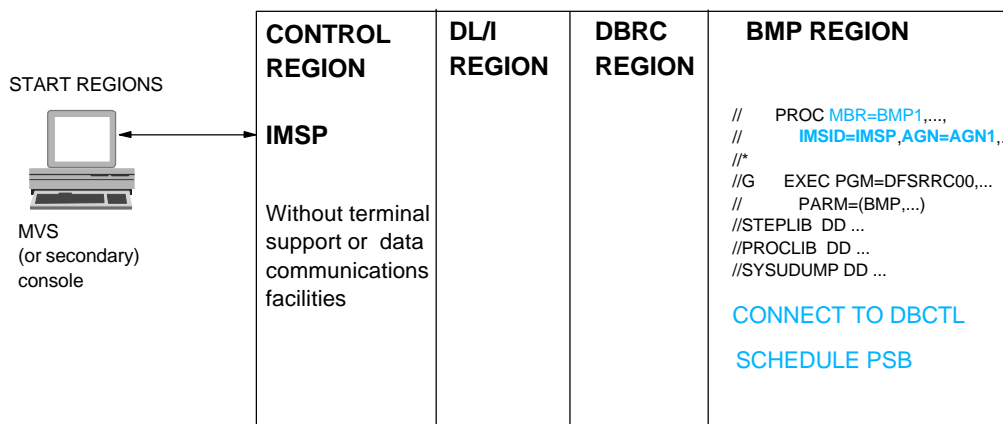 START REGIONS
MVS
(or secondary)
console
CONTROL
REGION
IMSP
Without terminal
support or data
communications
facilities
DL/I
REGION
DBRC
REGION
BMP REGION
// PROC MBR=BMP1,...,
// IMSID=IMSP,AGN=AGN1,.
//*
//G EXEC PGM=DFSRRC00,...
// PARM=(BMP,...)
//STEPLIB DD ...
//PROCLIB DD ...
//SYSUDUMP DD ...
CONNECT TO DBCTL
SCHEDULE PSB